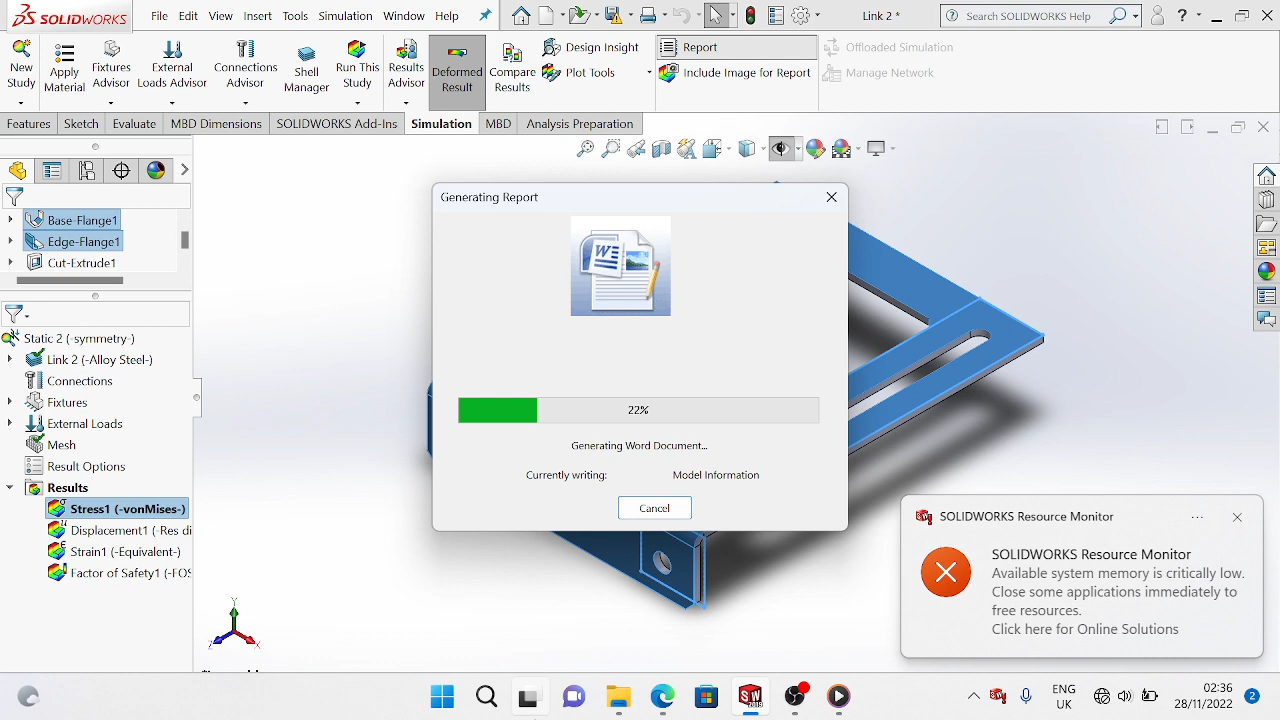 SOLIDWORKS
File Edit View Insert Tools Simulation Window Help
Link 2 *
Search SOLIDWORKS Help
?
New Study
Apply Material
Fixtures Advisor
External Loads Advisor
Connections Advisor
Shell Manager
Run This Study
Results Advisor
Deformed Result
Compare Results
Design Insight
Plot Tools
Report
Include Image for Report
Offloaded Simulation
Manage Network
Features Sketch Evaluate MBD Dimensions SOLIDWORKS Add-Ins Simulation MBD Analysis Preparation
Base-Flange1
Edge-Flange1
Cut-Extrude1
Static 2 (-symmetry-)
Link 2 (-Alloy Steel-)
Connections
Fixtures
External Loads
Mesh
Result Options
Results
Stress1 (-vonMises-)
Displacement1 (-Res di
Strain1 (-Equivalent-)
Factor of Safety1 (-FOS
Generating Report
W
22%
Generating Word Document...
Currently writing: Model Information
Cancel
Y
Z X
SOLIDWORKS Resource Monitor
SOLIDWORKS Resource Monitor
Available system memory is critically low.
Close some applications immediately to
free resources.
Click here for Online Solutions
SW
2018
ENG
UK
02:36
28/11/2022
2